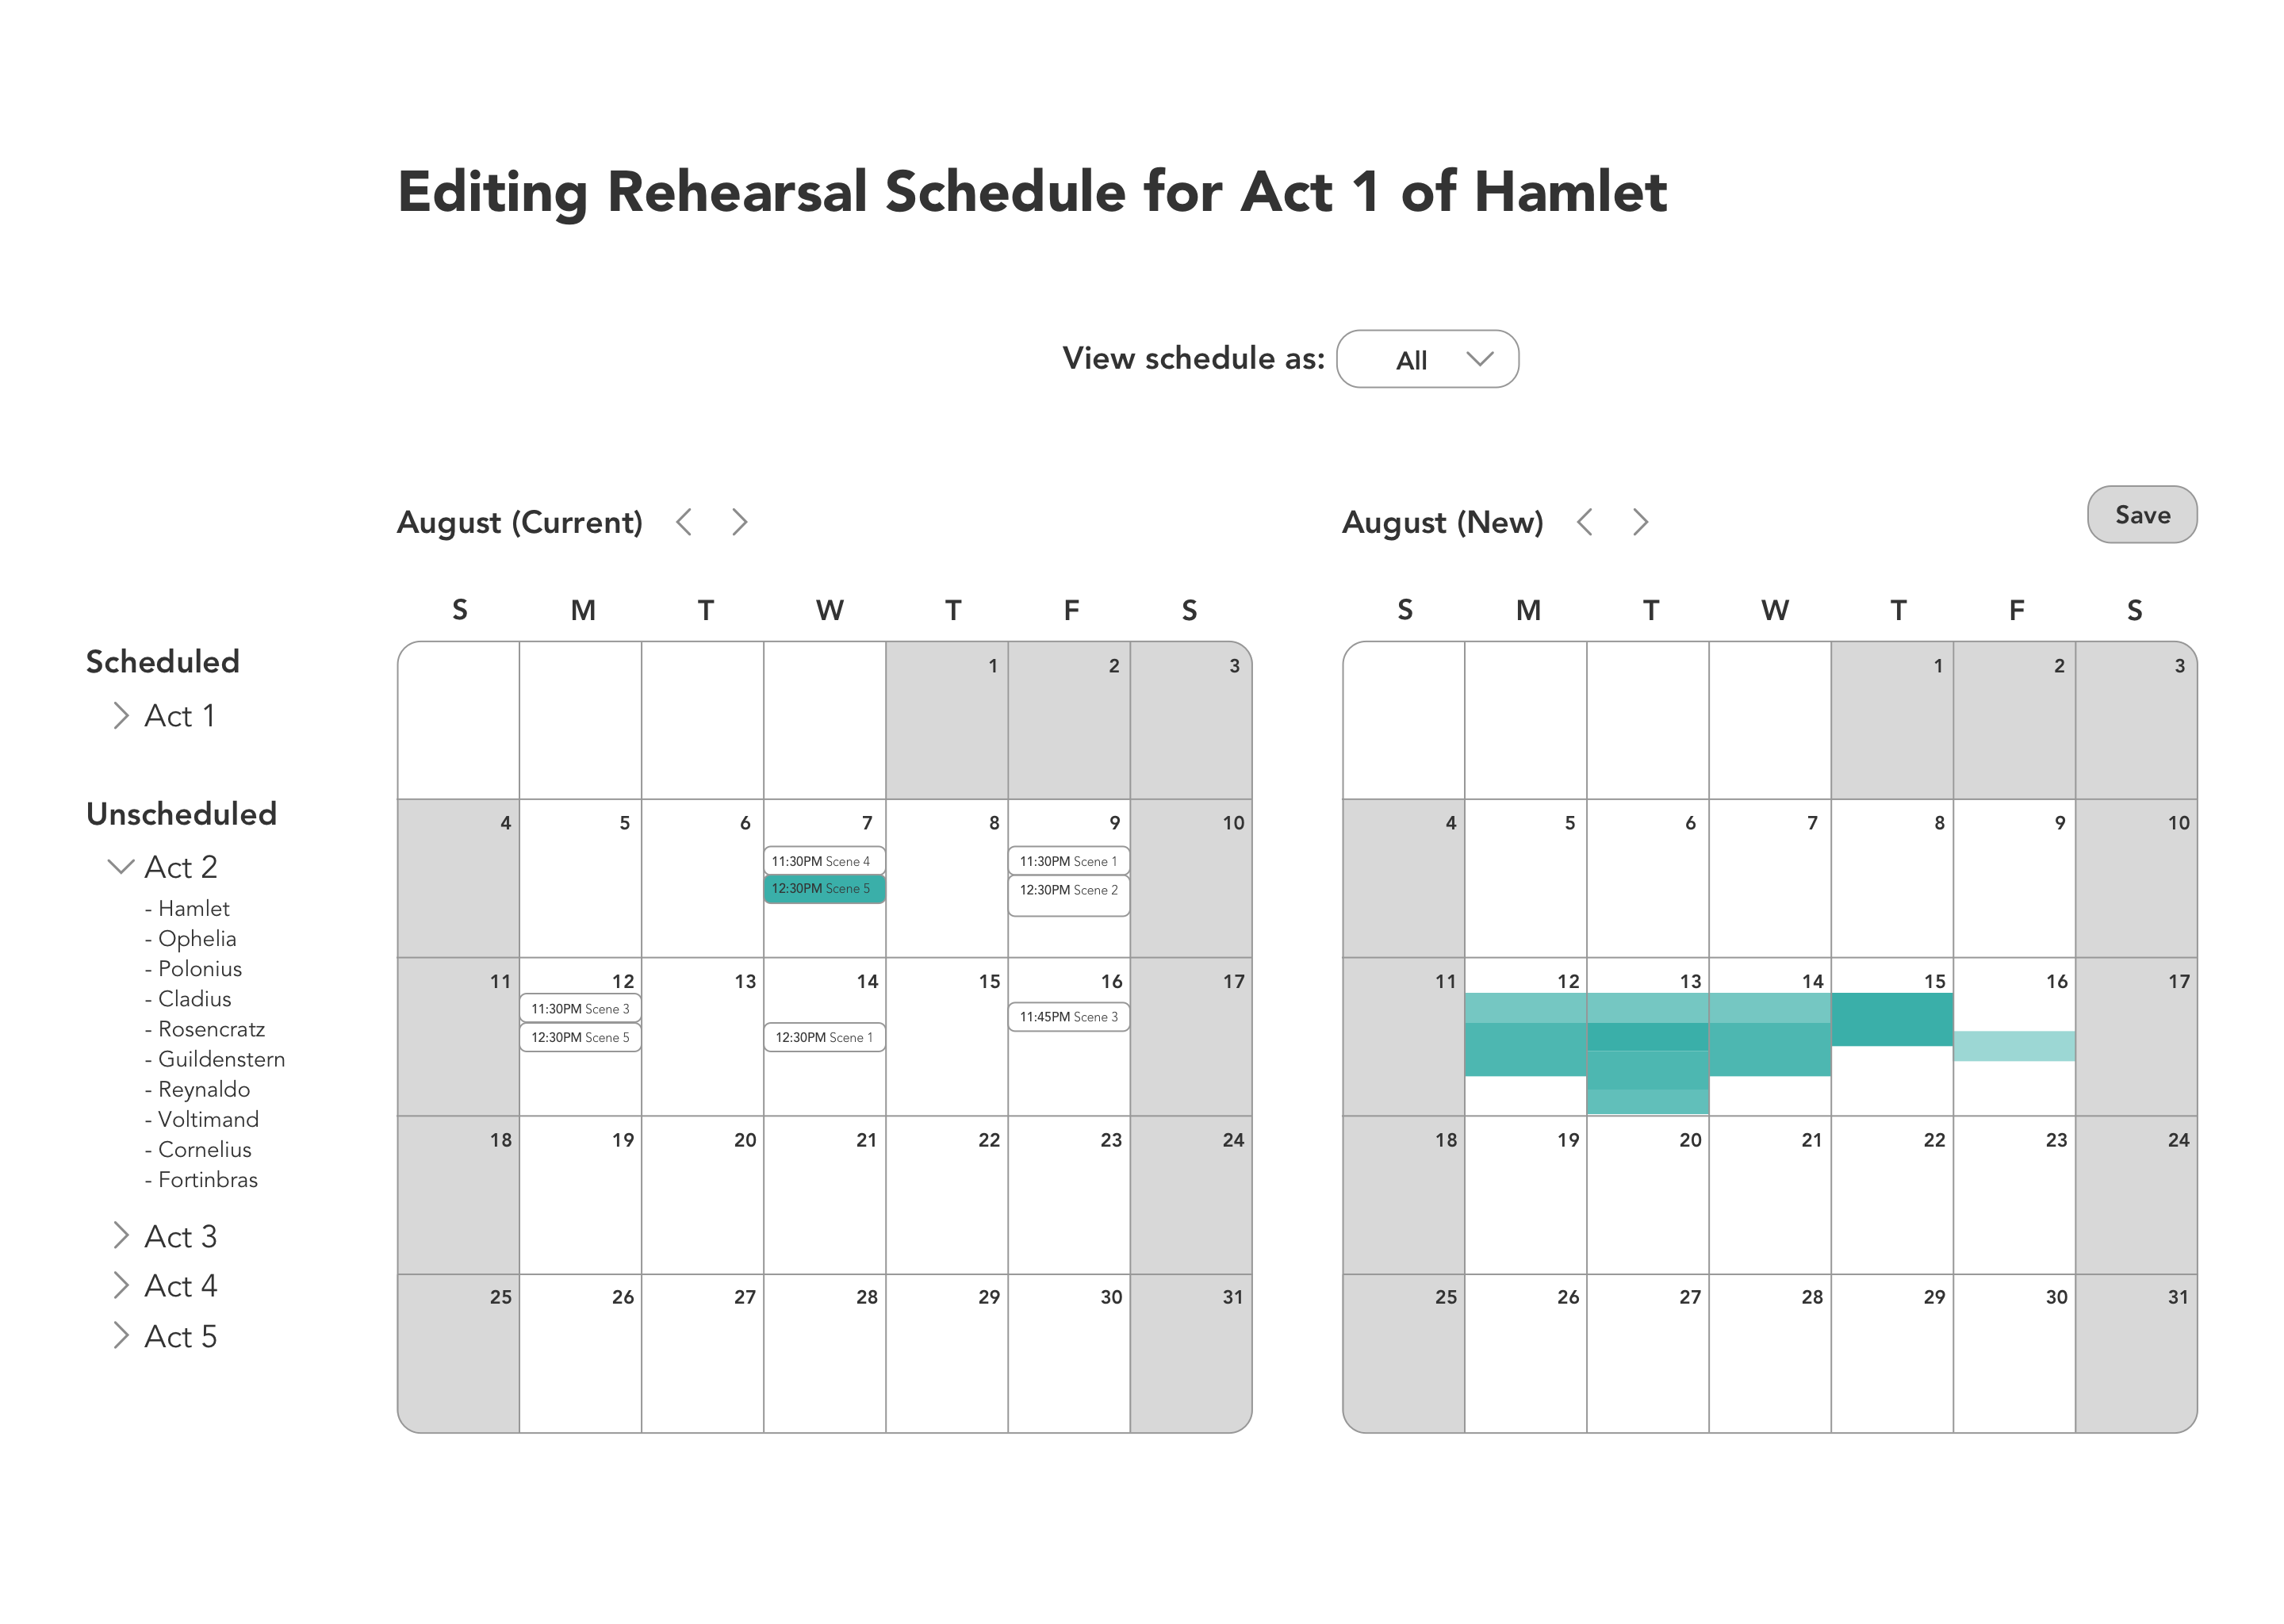 Editing Rehearsal Schedule for Act 1 of Hamlet
View schedule as: All
August (Current)
August (New)
Save
Scheduled
Act 1
Unscheduled
Act 2
- Hamlet
- Ophelia
- Polonius
- Cladius
- Rosencratz
- Guildenstern
- Reynaldo
- Voltimand
- Cornelius
- Fortinbras
Act 3
Act 4
Act 5
S M T W T F S
1 2 3
4 5 6 7 8 9 10
11:30PM Scene 4
12:30PM Scene 5
11:30PM Scene 1
12:30PM Scene 2
11 12 13 14 15 16 17
11:30PM Scene 3
12:30PM Scene 5
12:30PM Scene 1
11:45PM Scene 3
18 19 20 21 22 23 24
25 26 27 28 29 30 31
S M T W T F S
1 2 3
4 5 6 7 8 9 10
11 12 13 14 15 16 17
18 19 20 21 22 23 24
25 26 27 28 29 30 31